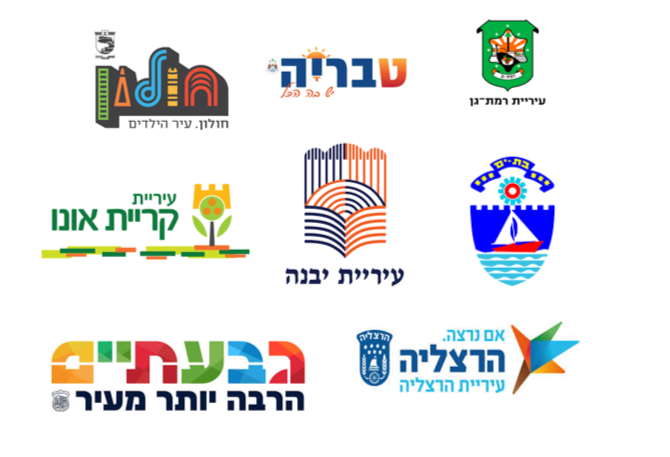 חולון
חולון. עיר הילדים
טבריה
יש בה הכל
עיריית רמת-גן
עיריית
קריית אונו
עיריית יבנה
בת-ים
גבעתיים
הרבה יותר מעיר
הרצליה
אם נרצה.
הרצליה
עיריית הרצליה